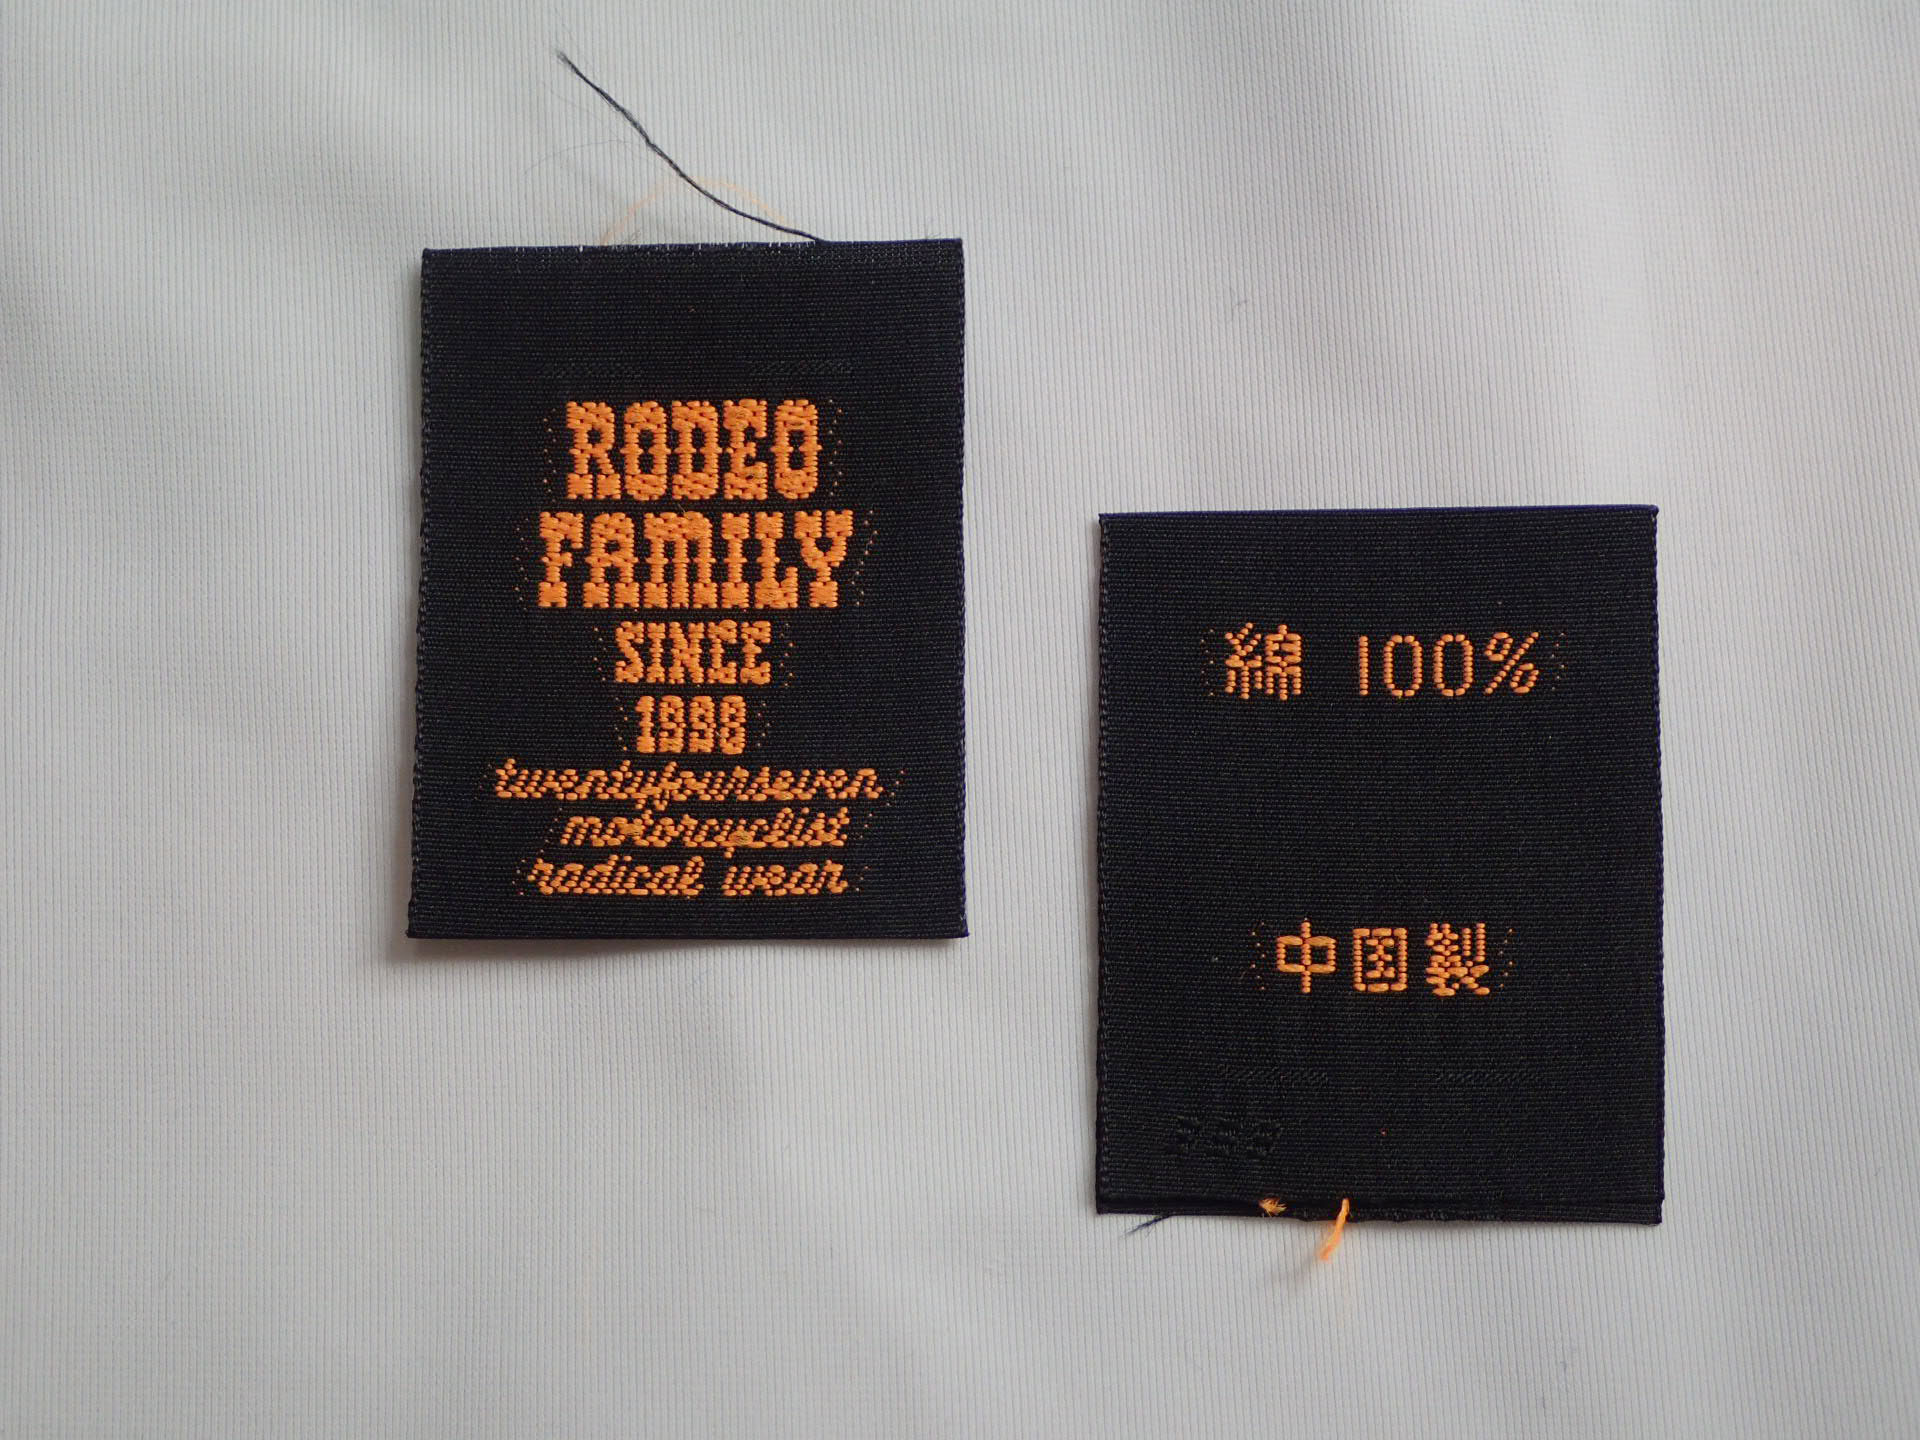 RODEO
FAMILY
SINCE
1998
twentyfourseven
motorcyclist
radical wear
綿 100%
中国製